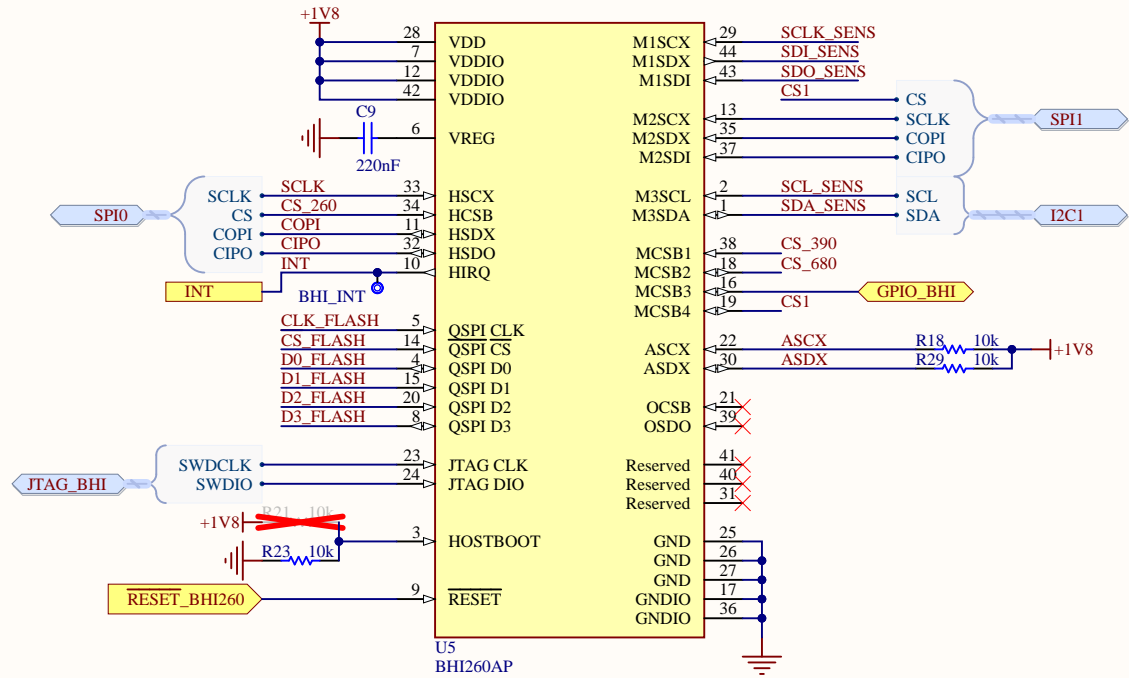 +1V8
28 VDD M1SCX 29 SCLK_SENS
7 VDDIO M1SDX 44 SDI_SENS
12 VDDIO M1SDI 43 SDO_SENS
42 VDDIO CS1 CS
C9 M2SCX 13 SCLK SPI1
6 VREG M2SDX 35 COPI
220nF M2SDI 37 CIPO
SCLK SCLK 33 HSCX M3SCL 2 SCL_SENS SCL
SPI0 CS CS_260 34 HCSB M3SDA 1 SDA_SENS SDA I2C1
COPI COPI 11 HSDX
CIPO CIPO 32 HSDO MCSB1 38 CS_390
INT 10 HIRQ MCSB2 18 CS_680
INT BHI_INT MCSB3 16 GPIO_BHI
MCSB4 19 CS1
CLK_FLASH 5 QSPI CLK
CS_FLASH 14 QSPI CS ASCX 22 ASCX R18 10k +1V8
D0_FLASH 4 QSPI D0 ASDX 30 ASDX R29 10k
D1_FLASH 15 QSPI D1
D2_FLASH 20 QSPI D2 OCSB 21
D3_FLASH 8 QSPI D3 OSDO 39
SWDCLK 23 JTAG CLK Reserved 41
JTAG_BHI SWDIO 24 JTAG DIO Reserved 40
Reserved 31
+1V8 R21 10k
3 HOSTBOOT GND 25
R23 10k GND 26
GND 27
RESET_BHI260 9 RESET GNDIO 17
GNDIO 36
U5
BHI260AP